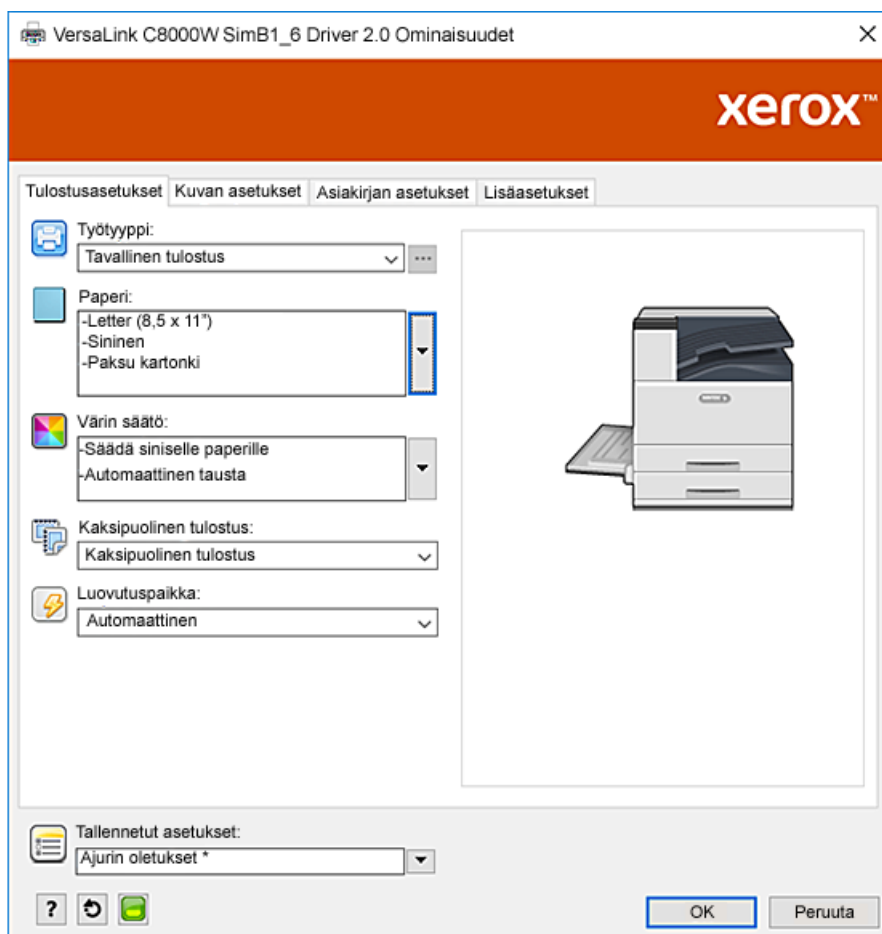 VersaLink C8000W SimB1_6 Driver 2.0 Ominaisuudet
xerox™
Tulostusasetukset Kuvan asetukset Asiakirjan asetukset Lisäasetukset
Työtyyppi:
Tavallinen tulostus
Paperi:
-Letter (8,5 x 11”)
-Sininen
-Paksu kartonki
Värin säätö:
-Säädä siniselle paperille
-Automaattinen tausta
Kaksipuolinen tulostus:
Kaksipuolinen tulostus
Luovutuspaikka:
Automaattinen
Tallennetut asetukset:
Ajurin oletukset *
?
OK Peruuta